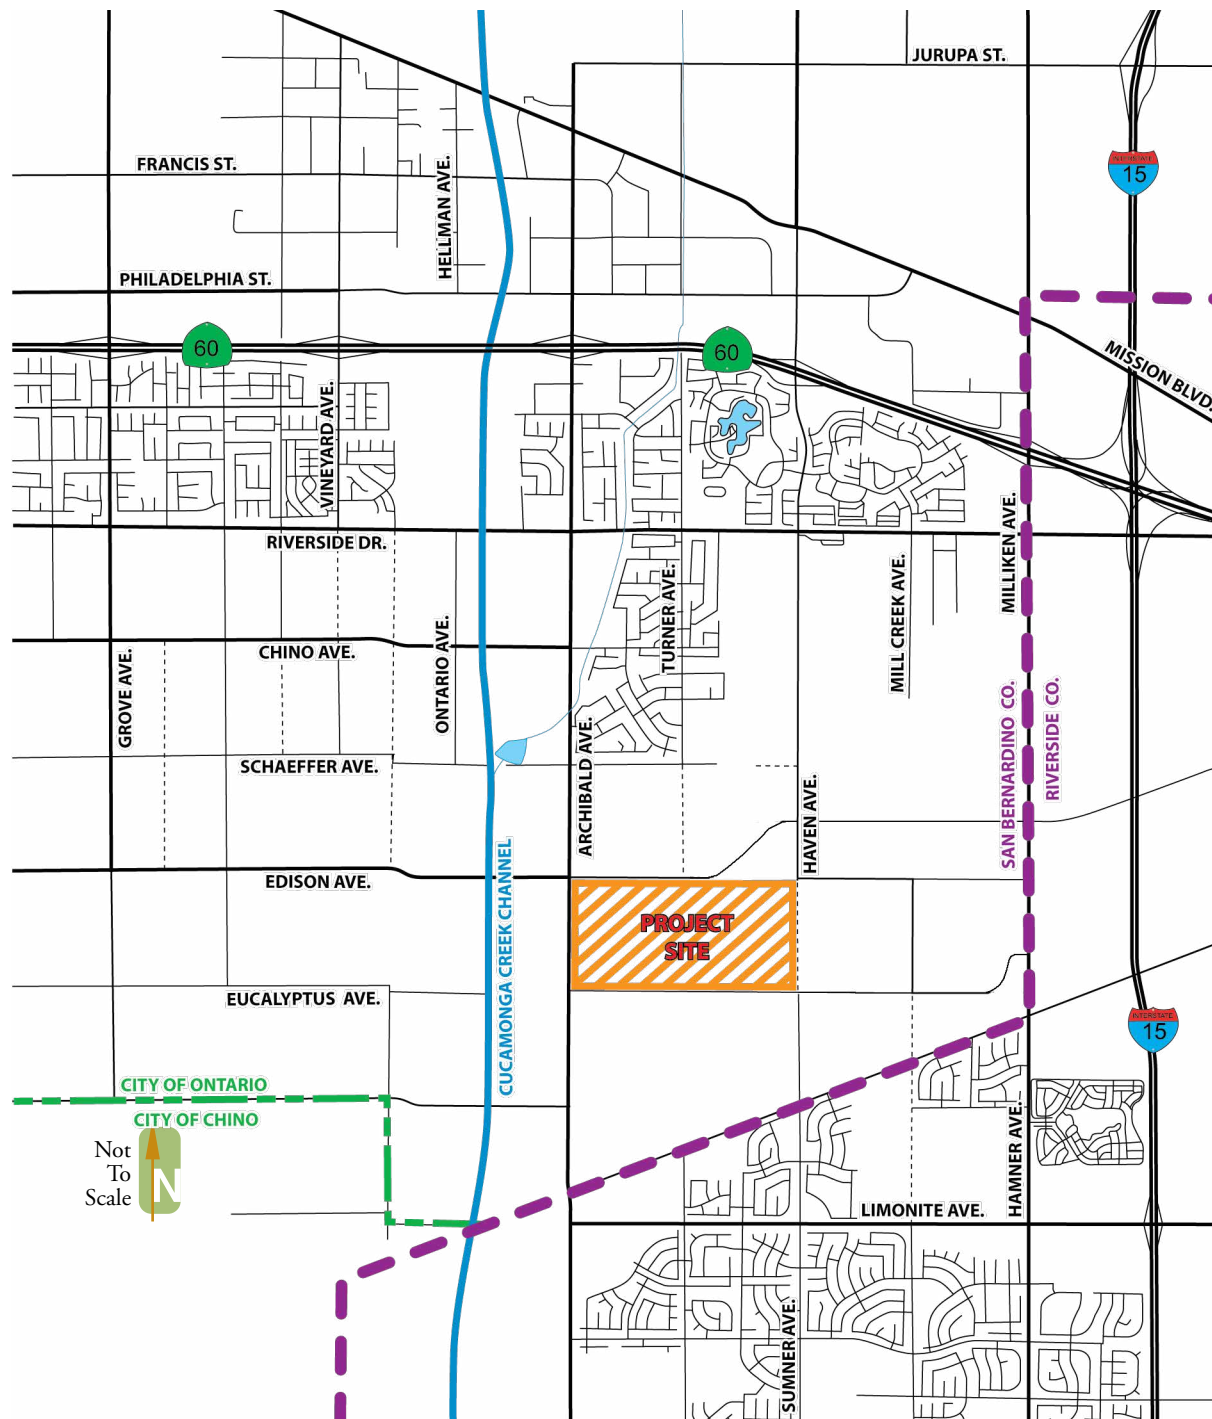 JURUPA ST.
INTERSTATE
15
FRANCIS ST.
HELLMAN AVE.
PHILADELPHIA ST.
60
60
MISSION BLVD.
VINEYARD AVE.
RIVERSIDE DR.
MILLIKEN AVE.
TURNER AVE.
MILL CREEK AVE.
CHINO AVE.
ONTARIO AVE.
GROVE AVE.
SAN BERNARDINO CO.
RIVERSIDE CO.
SCHAEFFER AVE.
ARCHIBALD AVE.
HAVEN AVE.
EDISON AVE.
CUCAMONGA CREEK CHANNEL
PROJECT
SITE
EUCALYPTUS AVE.
INTERSTATE
15
CITY OF ONTARIO
CITY OF CHINO
Not
To
Scale
N
HAMNER AVE.
LIMONITE AVE.
SUMNER AVE.